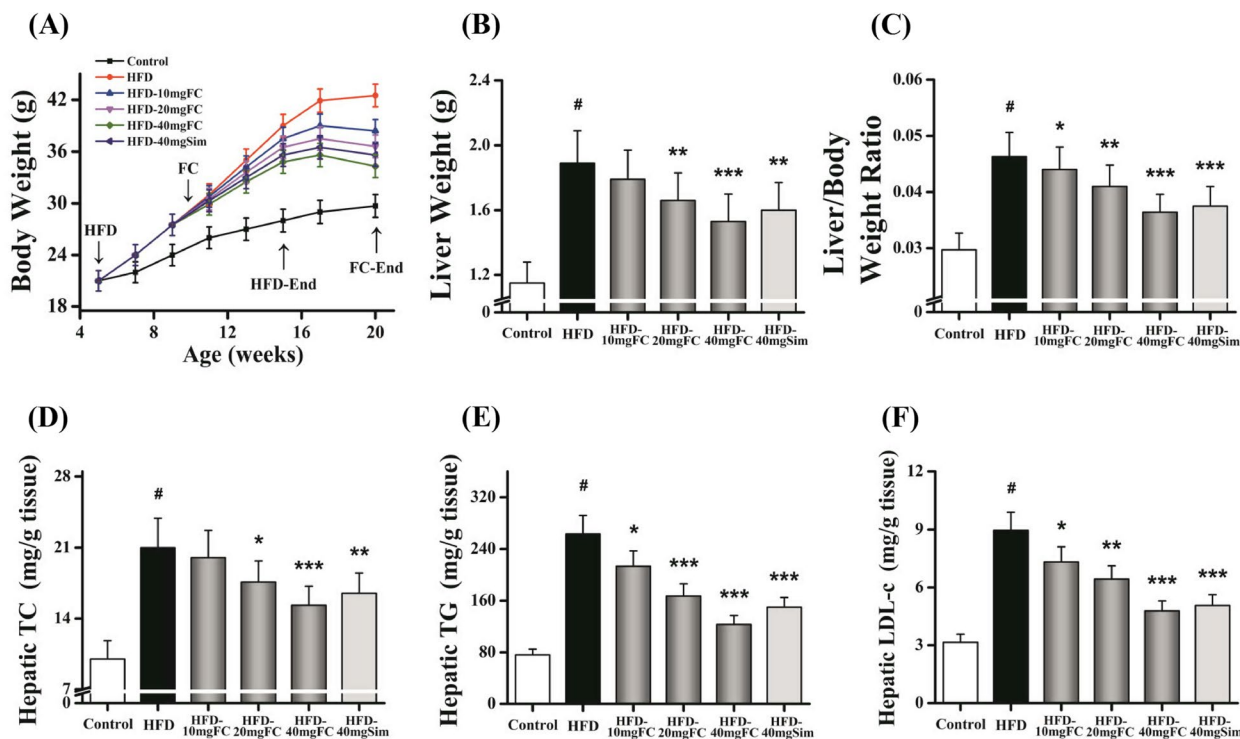 (A)
Control
HFD
HFD-10mgFC
HFD-20mgFC
HFD-40mgFC
HFD-40mgSim
Body Weight (g)
42
36
30
24
18
HFD
FC
HFD-End
FC-End
4
8
12
16
20
Age (weeks)
(B)
Liver Weight (g)
2.4
2.0
1.6
1.2
0
#
**
***
**
Control
HFD
HFD-
10mgFC
HFD-
20mgFC
HFD-
40mgFC
HFD-
40mgSim
(C)
Liver/Body
Weight Ratio
0.06
0.05
0.04
0.03
0
#
*
**
***
***
Control
HFD
HFD-
10mgFC
HFD-
20mgFC
HFD-
40mgFC
HFD-
40mgSim
(D)
Hepatic TC (mg/g tissue)
28
21
14
7
0
#
*
***
**
Control
HFD
HFD-
10mgFC
HFD-
20mgFC
HFD-
40mgFC
HFD-
40mgSim
(E)
Hepatic TG (mg/g tissue)
320
240
160
80
0
#
*
***
***
***
Control
HFD
HFD-
10mgFC
HFD-
20mgFC
HFD-
40mgFC
HFD-
40mgSim
(F)
Hepatic LDL-c (mg/g tissue)
12
9
6
3
0
#
*
**
***
***
Control
HFD
HFD-
10mgFC
HFD-
20mgFC
HFD-
40mgFC
HFD-
40mgSim